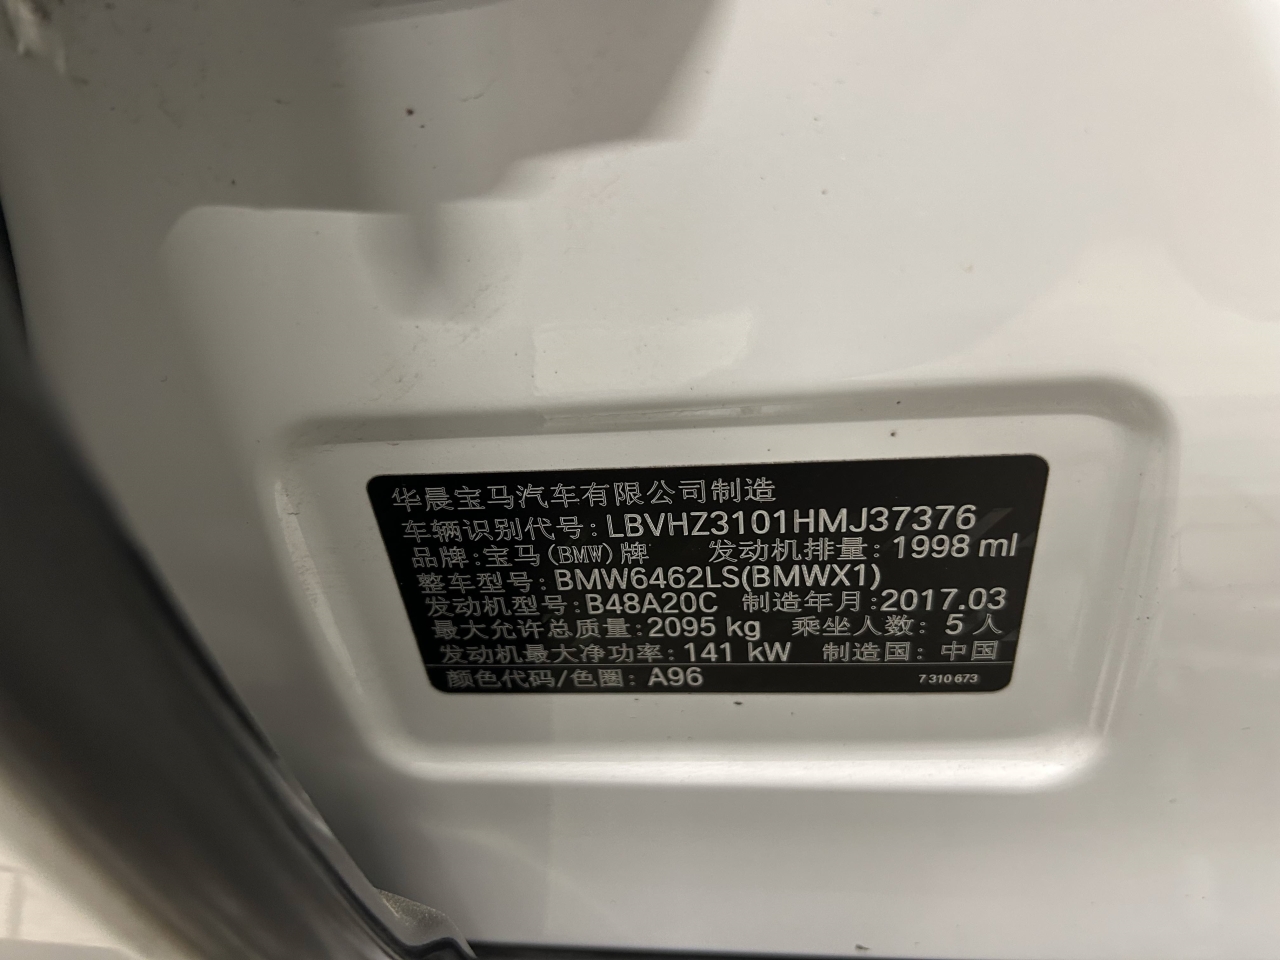 华晨宝马汽车有限公司制造
车辆识别代号: LBVHZ3101HMJ37376
品牌: 宝马(BMW)牌 发动机排量: 1998 ml
整车型号: BMW6462LS(BMWX1)
发动机型号: B48A20C 制造年月: 2017.03
最大允许总质量: 2095 kg 乘坐人数: 5 人
发动机最大净功率: 141 kW 制造国: 中国
颜色代码/色圈: A96 7 310 673